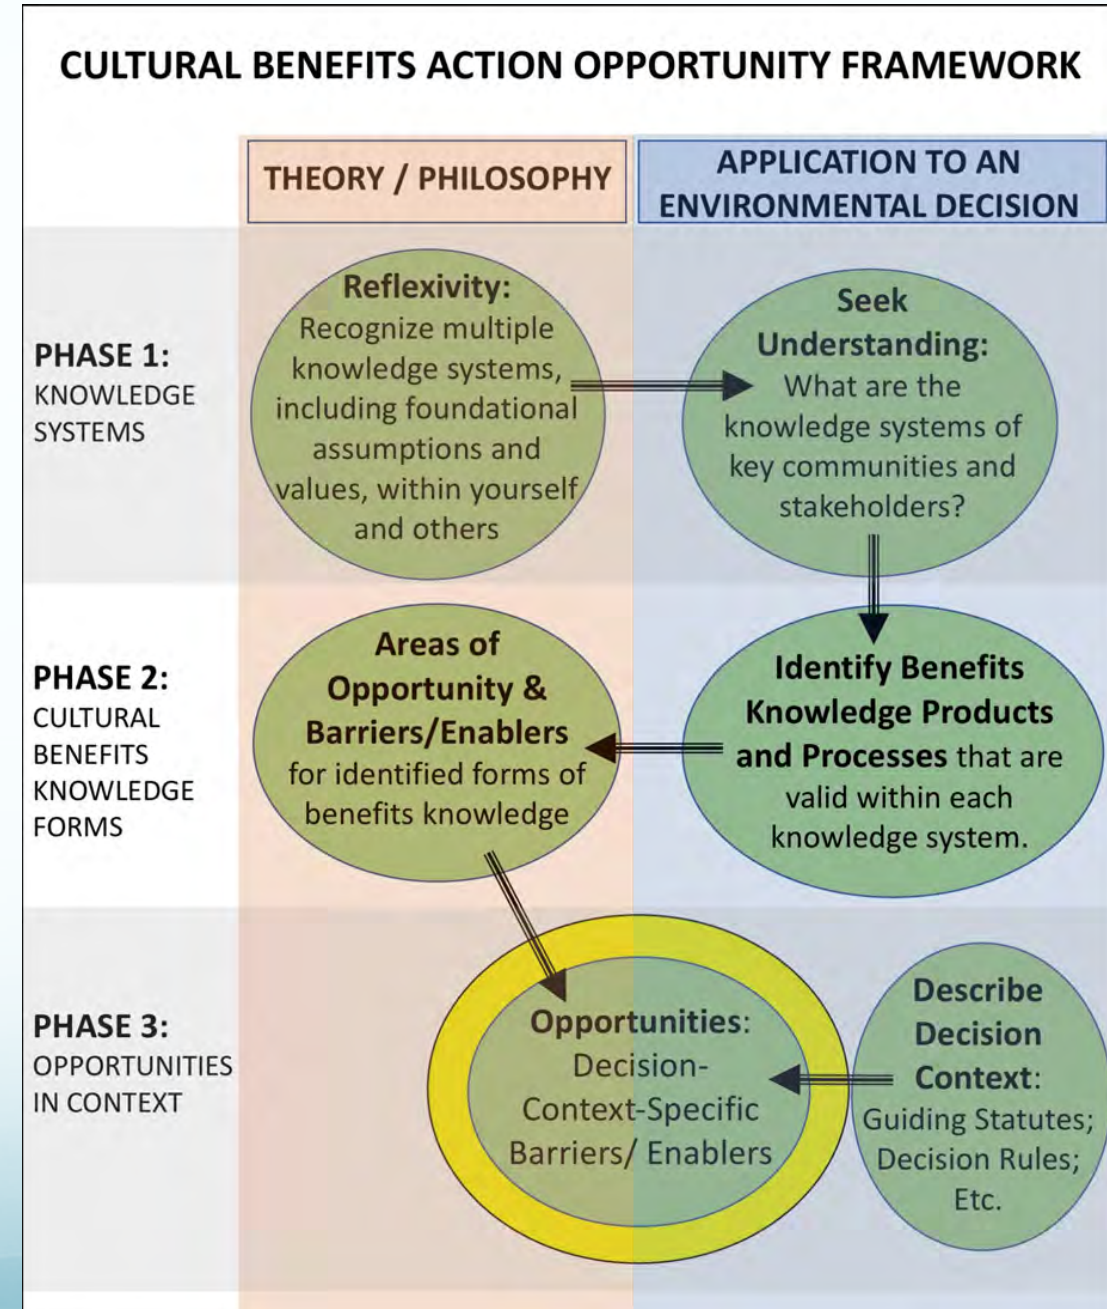 CULTURAL BENEFITS ACTION OPPORTUNITY FRAMEWORK
THEORY / PHILOSOPHY
APPLICATION TO AN
ENVIRONMENTAL DECISION
PHASE 1:
KNOWLEDGE
SYSTEMS
Reflexivity:
Recognize multiple
knowledge systems,
including foundational
assumptions and
values, within yourself
and others
Seek
Understanding:
What are the
knowledge systems of
key communities and
stakeholders?
PHASE 2:
CULTURAL
BENEFITS
KNOWLEDGE
FORMS
Areas of
Opportunity &
Barriers/Enablers
for identified forms of
benefits knowledge
Identify Benefits
Knowledge Products
and Processes that are
valid within each
knowledge system.
PHASE 3:
OPPORTUNITIES
IN CONTEXT
Opportunities:
Decision-
Context-Specific
Barriers/ Enablers
Describe
Decision
Context:
Guiding Statutes;
Decision Rules;
Etc.